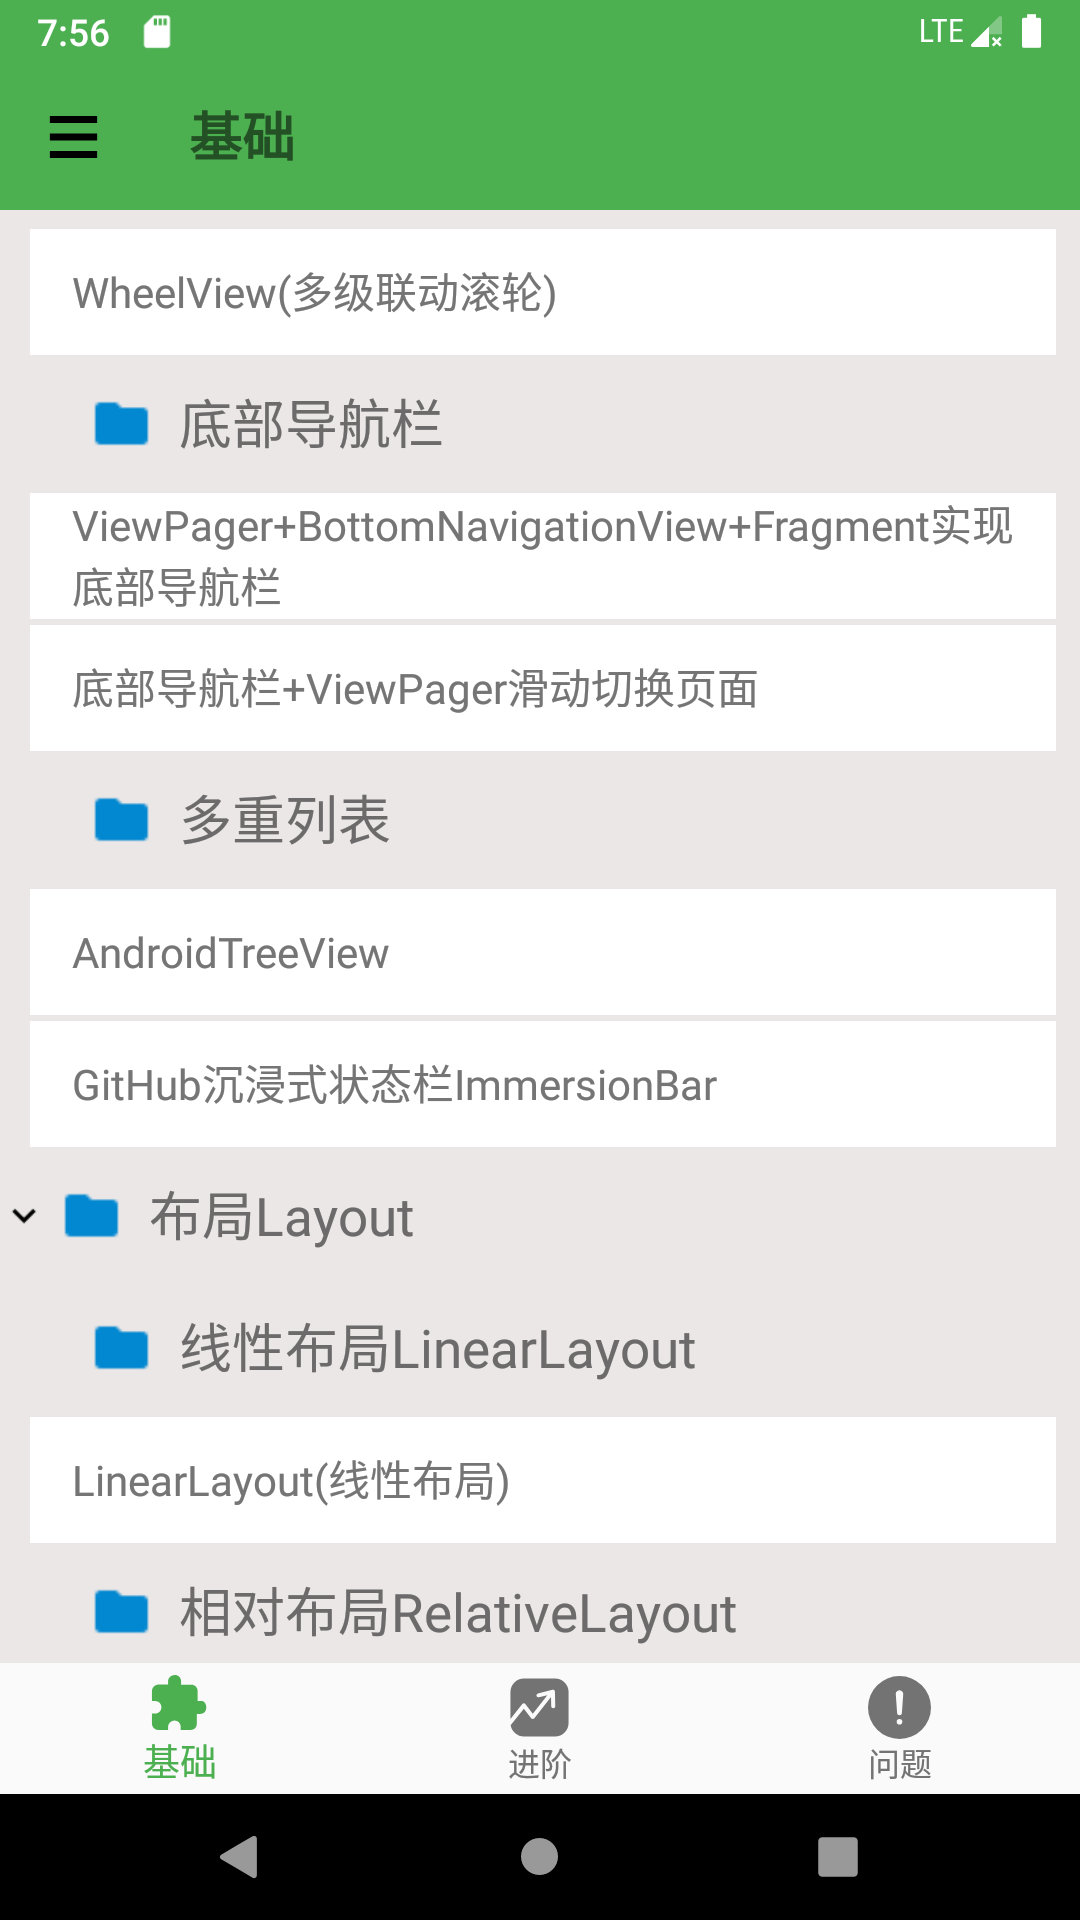 7:56
LTE
基础
WheelView(多级联动滚轮)
底部导航栏
ViewPager+BottomNavigationView+Fragment实现
底部导航栏
底部导航栏+ViewPager滑动切换页面
多重列表
AndroidTreeView
GitHub沉浸式状态栏ImmersionBar
布局Layout
线性布局LinearLayout
LinearLayout(线性布局)
相对布局RelativeLayout
基础
进阶
问题